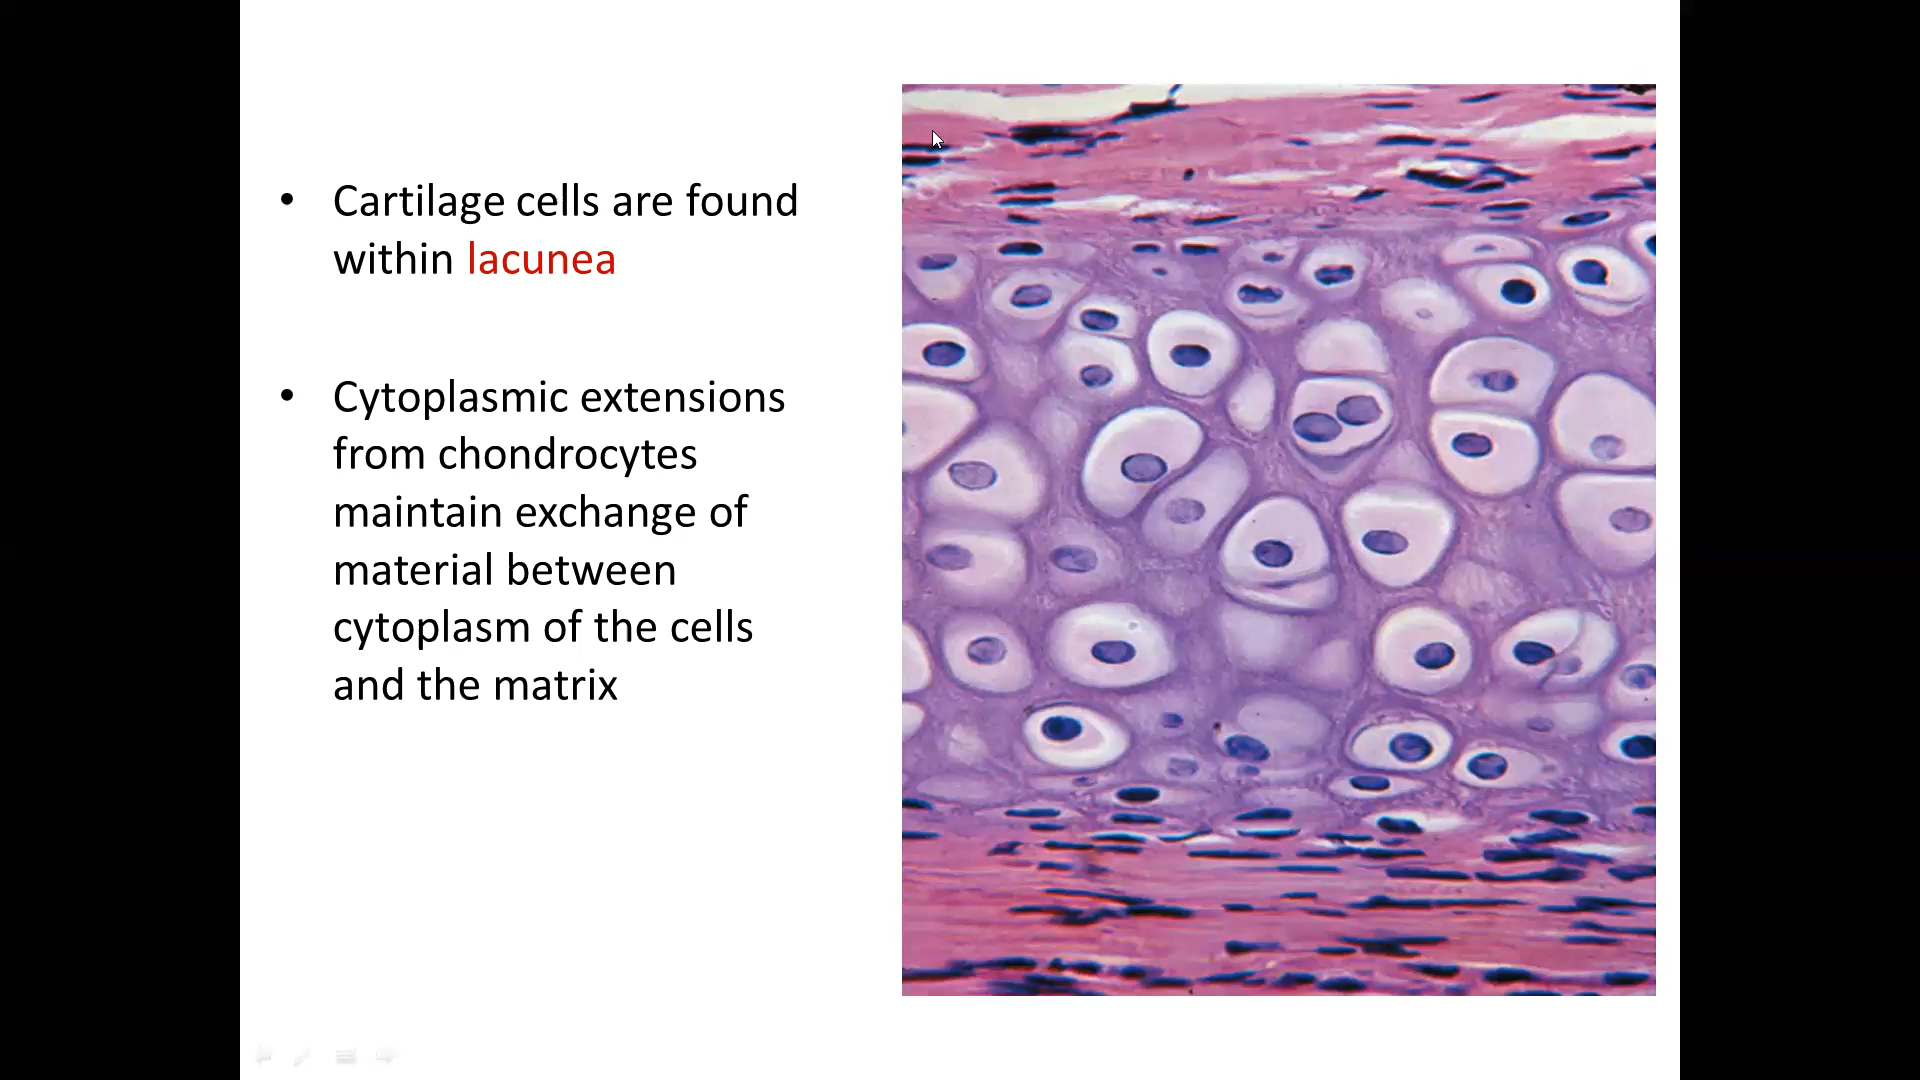 • Cartilage cells are found
within lacunea
• Cytoplasmic extensions
from chondrocytes
maintain exchange of
material between
cytoplasm of the cells
and the matrix